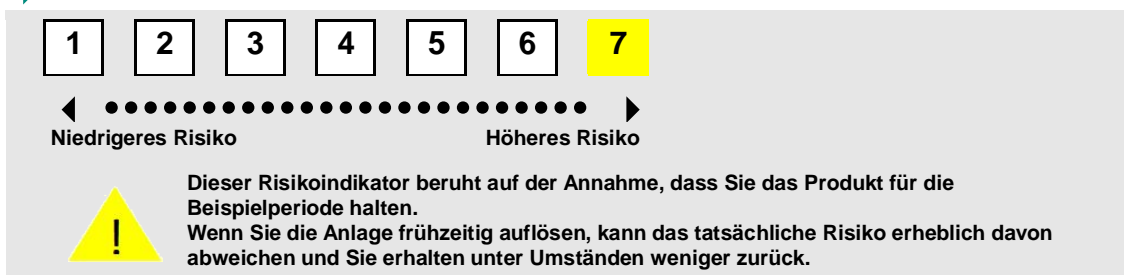 1 2 3 4 5 6 7
Niedrigeres Risiko Höheres Risiko
Dieser Risikoindikator beruht auf der Annahme, dass Sie das Produkt für die
Beispielperiode halten.
Wenn Sie die Anlage frühzeitig auflösen, kann das tatsächliche Risiko erheblich davon
abweichen und Sie erhalten unter Umständen weniger zurück.